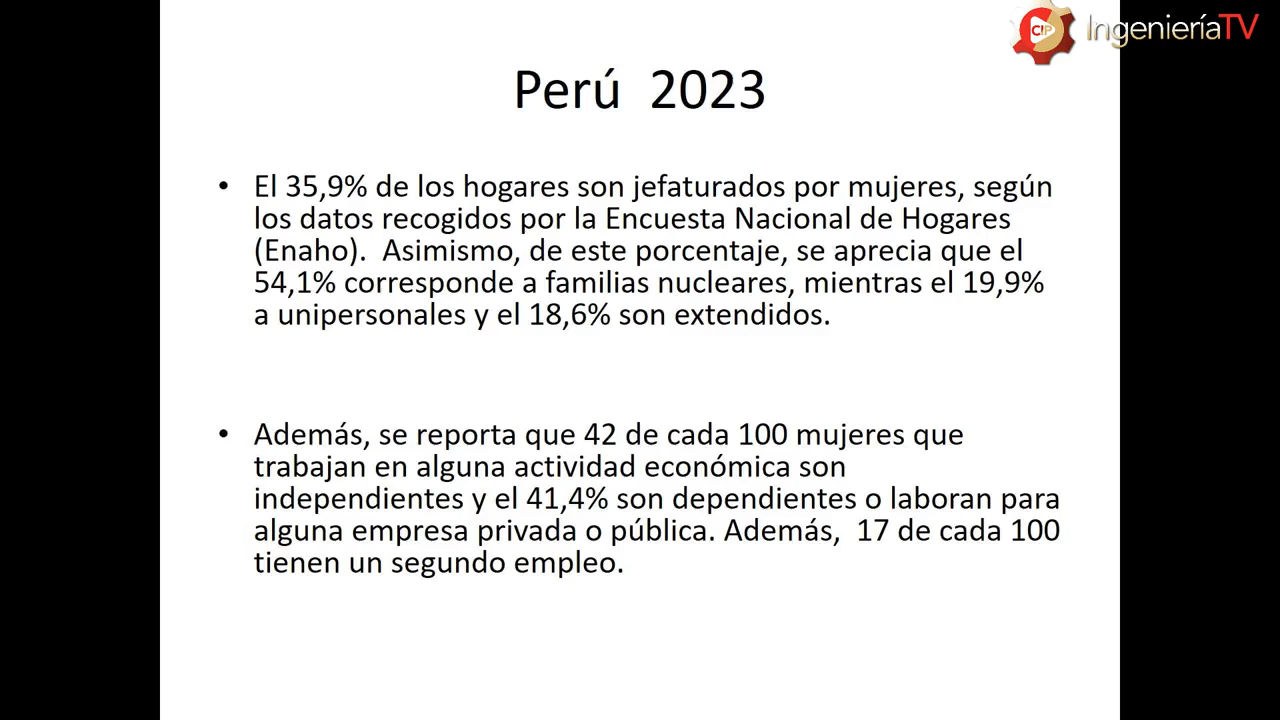 CIP IngenieríaTV
Perú 2023
• El 35,9% de los hogares son jefaturados por mujeres, según
los datos recogidos por la Encuesta Nacional de Hogares
(Enaho). Asimismo, de este porcentaje, se aprecia que el
54,1% corresponde a familias nucleares, mientras el 19,9%
a unipersonales y el 18,6% son extendidos.
• Además, se reporta que 42 de cada 100 mujeres que
trabajan en alguna actividad económica son
independientes y el 41,4% son dependientes o laboran para
alguna empresa privada o pública. Además, 17 de cada 100
tienen un segundo empleo.